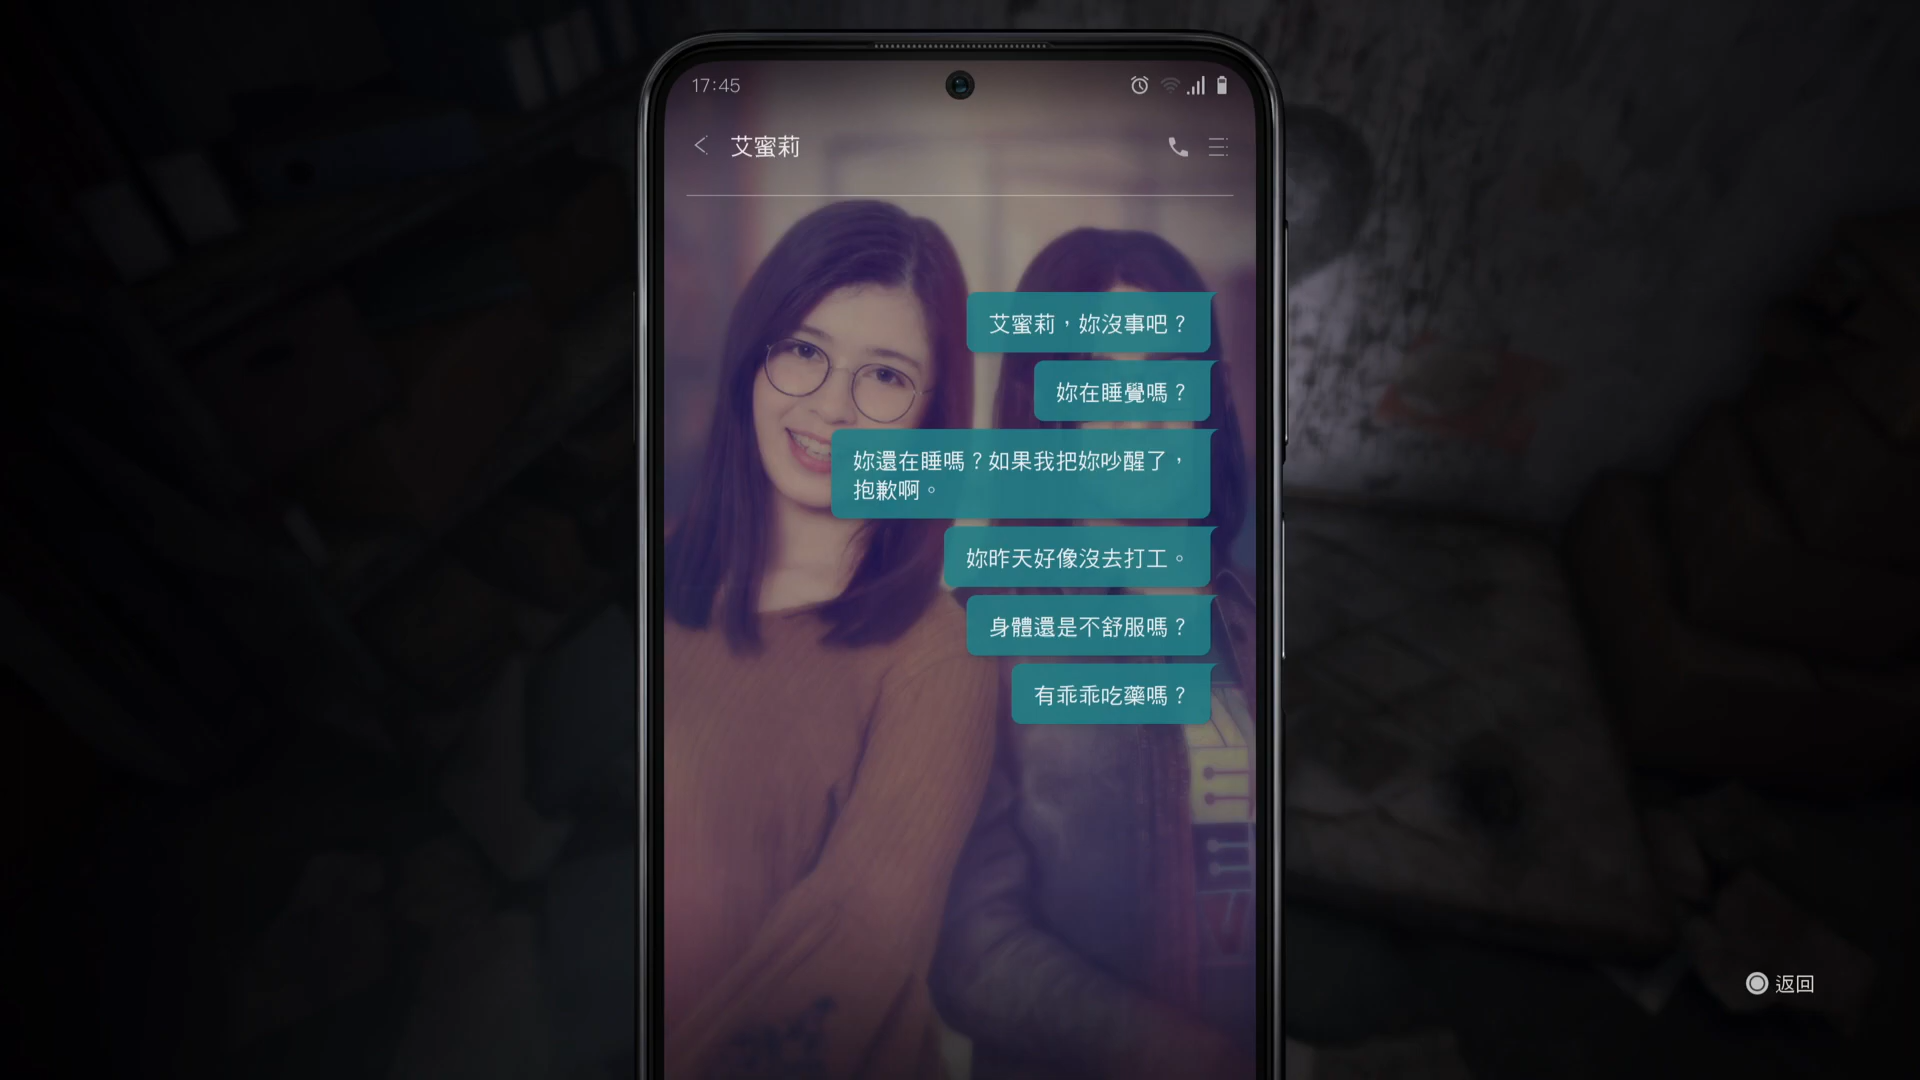 17:45
艾蜜莉
艾蜜莉，妳沒事吧？
妳在睡覺嗎？
妳還在睡嗎？如果我把妳吵醒了，
抱歉啊。
妳昨天好像沒去打工。
身體還是不舒服嗎？
有乖乖吃藥嗎？
返回